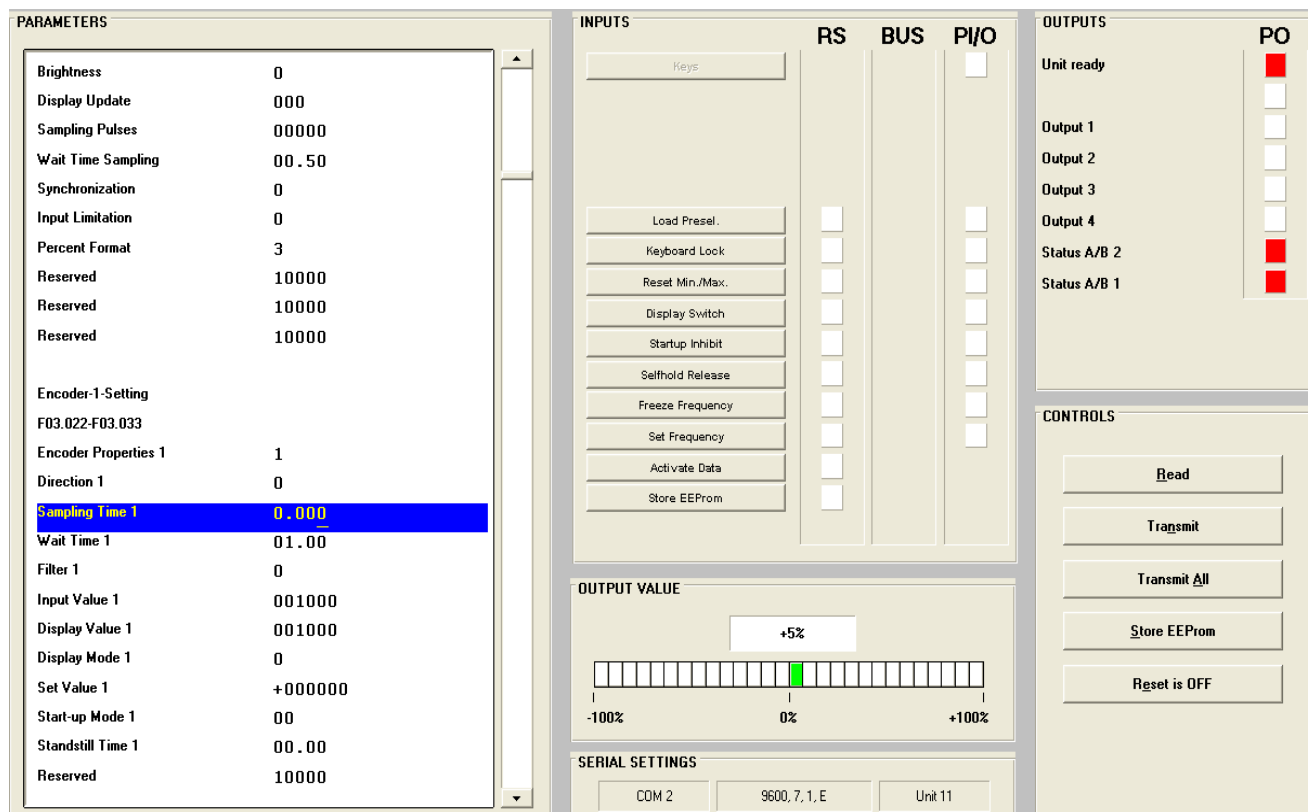 PARAMETERS
Brightness 0
Display Update 000
Sampling Pulses 00000
Wait Time Sampling 00.50
Synchronization 0
Input Limitation 0
Percent Format 3
Reserved 10000
Reserved 10000
Reserved 10000
Encoder-1-Setting
F03.022-F03.033
Encoder Properties 1 1
Direction 1 0
Sampling Time 1 0.000
Wait Time 1 01.00
Filter 1 0
Input Value 1 001000
Display Value 1 001000
Display Mode 1 0
Set Value 1 +000000
Start-up Mode 1 00
Standstill Time 1 00.00
Reserved 10000
INPUTS
RS BUS PI/O
Keys
Load Presel.
Keyboard Lock
Reset Min./Max.
Display Switch
Startup Inhibit
Selfhold Release
Freeze Frequency
Set Frequency
Activate Data
Store EEProm
OUTPUT VALUE
+5%
-100% 0% +100%
SERIAL SETTINGS
COM 2 9600, 7, 1, E Unit 11
OUTPUTS
PO
Unit ready
Output 1
Output 2
Output 3
Output 4
Status A/B 2
Status A/B 1
CONTROLS
Read
Transmit
Transmit All
Store EEProm
Reset is OFF